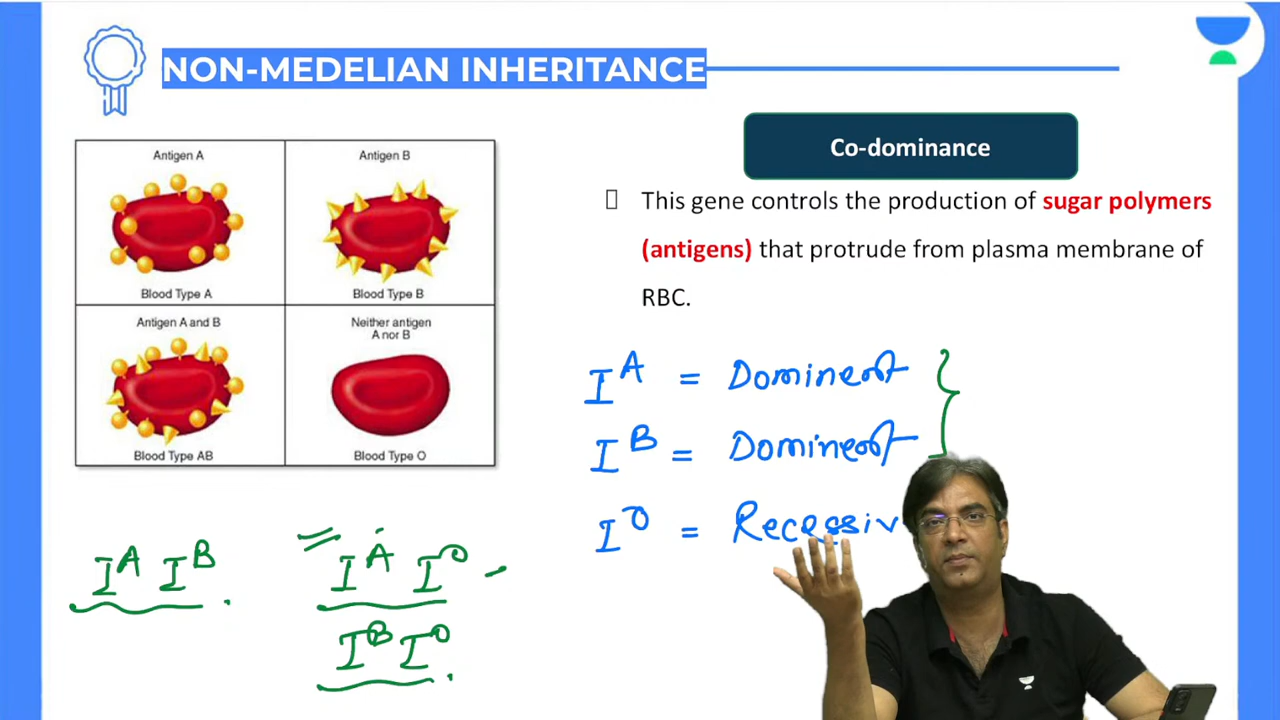 NON-MEDELIAN INHERITANCE
Antigen A
Blood Type A
Antigen B
Blood Type B
Antigen A and B
Blood Type AB
Neither antigen
A nor B
Blood Type O
Co-dominance
This gene controls the production of sugar polymers
(antigens) that protrude from plasma membrane of
RBC.
I^A = Dominent
I^B = Dominent
I^O = Recessiv
I^A I^B
I^A I^O
I^B I^O